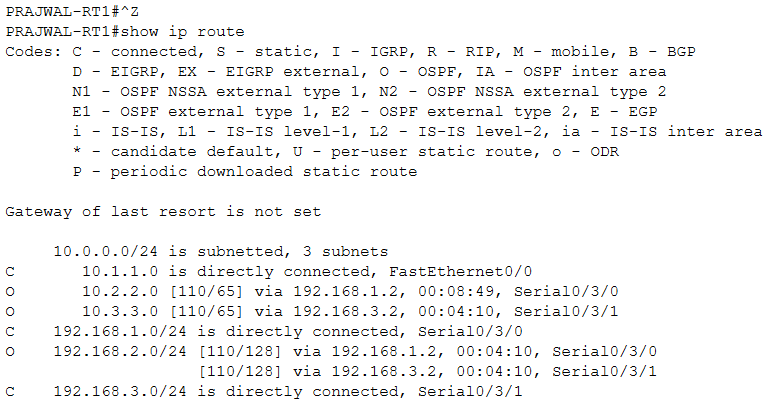 PRAJWAL-RT1#^Z
PRAJWAL-RT1#show ip route
Codes: C - connected, S - static, I - IGRP, R - RIP, M - mobile, B - BGP
       D - EIGRP, EX - EIGRP external, O - OSPF, IA - OSPF inter area
       N1 - OSPF NSSA external type 1, N2 - OSPF NSSA external type 2
       E1 - OSPF external type 1, E2 - OSPF external type 2, E - EGP
       i - IS-IS, L1 - IS-IS level-1, L2 - IS-IS level-2, ia - IS-IS inter area
       * - candidate default, U - per-user static route, o - ODR
       P - periodic downloaded static route

Gateway of last resort is not set

     10.0.0.0/24 is subnetted, 3 subnets
C       10.1.1.0 is directly connected, FastEthernet0/0
O       10.2.2.0 [110/65] via 192.168.1.2, 00:08:49, Serial0/3/0
O       10.3.3.0 [110/65] via 192.168.3.2, 00:04:10, Serial0/3/1
C    192.168.1.0/24 is directly connected, Serial0/3/0
O    192.168.2.0/24 [110/128] via 192.168.1.2, 00:04:10, Serial0/3/0
                    [110/128] via 192.168.3.2, 00:04:10, Serial0/3/1
C    192.168.3.0/24 is directly connected, Serial0/3/1